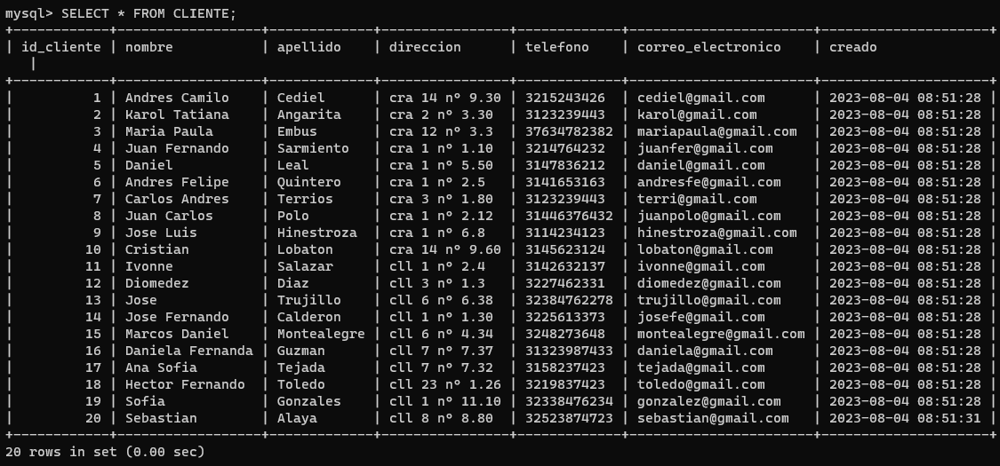 mysql> SELECT * FROM CLIENTE;
+------------+------------------+-------------+----------------+-------------+-----------------------+---------------------+
| id_cliente | nombre           | apellido    | direccion      | telefono    | correo_electronico    | creado
   |
+------------+------------------+-------------+----------------+-------------+-----------------------+---------------------+
|          1 | Andres Camilo    | Cediel      | cra 14 nº 9.30 | 3215243426  | cediel@gmail.com      | 2023-08-04 08:51:28 |
|          2 | Karol Tatiana    | Angarita    | cra 2 nº 3.30  | 3123239443  | karol@gmail.com       | 2023-08-04 08:51:28 |
|          3 | Maria Paula      | Embus       | cra 12 nº 3.3  | 37634782382 | mariapaula@gmail.com  | 2023-08-04 08:51:28 |
|          4 | Juan Fernando    | Sarmiento   | cra 1 nº 1.10  | 3214764232  | juanfer@gmail.com     | 2023-08-04 08:51:28 |
|          5 | Daniel           | Leal        | cra 1 nº 5.50  | 3147836212  | daniel@gmail.com      | 2023-08-04 08:51:28 |
|          6 | Andres Felipe    | Quintero    | cra 1 nº 2.5   | 3141653163  | andresfe@gmail.com    | 2023-08-04 08:51:28 |
|          7 | Carlos Andres    | Terrios     | cra 3 nº 1.80  | 3123239443  | terri@gmail.com       | 2023-08-04 08:51:28 |
|          8 | Juan Carlos      | Polo        | cra 1 nº 2.12  | 31446376432 | juanpolo@gmail.com    | 2023-08-04 08:51:28 |
|          9 | Jose Luis        | Hinestroza  | cra 1 nº 6.8   | 3114234123  | hinestroza@gmail.com  | 2023-08-04 08:51:28 |
|         10 | Cristian         | Lobaton     | cra 14 nº 9.60 | 3145623124  | lobaton@gmail.com     | 2023-08-04 08:51:28 |
|         11 | Ivonne           | Salazar     | cll 1 nº 2.4   | 3142632137  | ivonne@gmail.com      | 2023-08-04 08:51:28 |
|         12 | Diomedez         | Diaz        | cll 3 nº 1.3   | 3227462331  | diomedez@gmail.com    | 2023-08-04 08:51:28 |
|         13 | Jose             | Trujillo    | cll 6 nº 6.38  | 32384762278 | trujillo@gmail.com    | 2023-08-04 08:51:28 |
|         14 | Jose Fernando    | Calderon    | cll 1 nº 1.30  | 3225613373  | josefe@gmail.com      | 2023-08-04 08:51:28 |
|         15 | Marcos Daniel    | Montealegre | cll 6 nº 4.34  | 3248273648  | montealegre@gmail.com | 2023-08-04 08:51:28 |
|         16 | Daniela Fernanda | Guzman      | cll 7 nº 7.37  | 31323987433 | daniela@gmail.com     | 2023-08-04 08:51:28 |
|         17 | Ana Sofia        | Tejada      | cll 7 nº 7.32  | 3158237423  | tejada@gmail.com      | 2023-08-04 08:51:28 |
|         18 | Hector Fernando  | Toledo      | cll 23 nº 1.26 | 3219837423  | toledo@gmail.com      | 2023-08-04 08:51:28 |
|         19 | Sofia            | Gonzales    | cll 1 nº 11.10 | 32338476234 | gonzalez@gmail.com    | 2023-08-04 08:51:28 |
|         20 | Sebastian        | Alaya       | cll 8 nº 8.80  | 32523874723 | sebastian@gmail.com   | 2023-08-04 08:51:31 |
+------------+------------------+-------------+----------------+-------------+-----------------------+---------------------+
20 rows in set (0.00 sec)